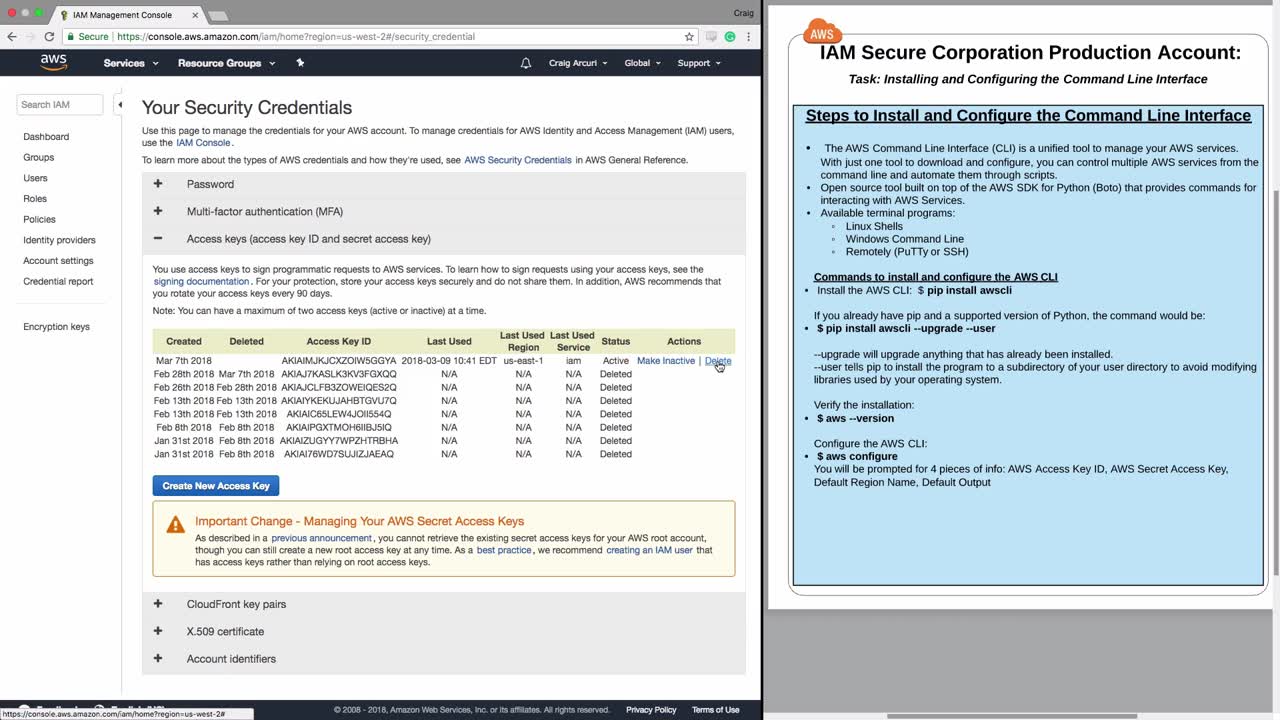 IAM Management Console
Craig
Secure | https://console.aws.amazon.com/iam/home?region=us-west-2#/security_credential
aws
Services
Resource Groups
Craig Arcuri
Global
Support
Search IAM
Dashboard
Groups
Users
Roles
Policies
Identity providers
Account settings
Credential report
Encryption keys
Your Security Credentials
Use this page to manage the credentials for your AWS account. To manage credentials for AWS Identity and Access Management (IAM) users,
use the IAM Console.
To learn more about the types of AWS credentials and how they're used, see AWS Security Credentials in AWS General Reference.
+ Password
+ Multi-factor authentication (MFA)
− Access keys (access key ID and secret access key)
You use access keys to sign programmatic requests to AWS services. To learn how to sign requests using your access keys, see the
signing documentation. For your protection, store your access keys securely and do not share them. In addition, AWS recommends that
you rotate your access keys every 90 days.
Note: You can have a maximum of two access keys (active or inactive) at a time.
Created Deleted Access Key ID Last Used Last Used Region Last Used Service Status Actions
Mar 7th 2018 AKIAIMJKJCXZOIW5GGYA 2018-03-09 10:41 EDT us-east-1 iam Active Make Inactive | Delete
Feb 28th 2018 Mar 7th 2018 AKIAJ7KASLK3KV3FGXQQ N/A N/A N/A Deleted
Feb 26th 2018 Feb 28th 2018 AKIAJCLFB3ZOWEIQES2Q N/A N/A N/A Deleted
Feb 13th 2018 Feb 26th 2018 AKIAIYKEKUJAHBTGVU7Q N/A N/A N/A Deleted
Feb 13th 2018 Feb 13th 2018 AKIAIC65LEW4JOII554Q N/A N/A N/A Deleted
Feb 8th 2018 Feb 13th 2018 AKIAIPGXTMOH6IIBJ5IQ N/A N/A N/A Deleted
Jan 31st 2018 Feb 8th 2018 AKIAIZUGYY7WPZHTRBHA N/A N/A N/A Deleted
Jan 31st 2018 Feb 8th 2018 AKIAI76WD7SUJIZJAEAQ N/A N/A N/A Deleted
Create New Access Key
Important Change - Managing Your AWS Secret Access Keys
As described in a previous announcement, you cannot retrieve the existing secret access keys for your AWS root account,
though you can still create a new root access key at any time. As a best practice, we recommend creating an IAM user that
has access keys rather than relying on root access keys.
+ CloudFront key pairs
+ X.509 certificate
+ Account identifiers
https://console.aws.amazon.com/iam/home?region=us-west-2#
© 2008 - 2018, Amazon Web Services, Inc. or its affiliates. All rights reserved.
Privacy Policy
Terms of Use
AWS
IAM Secure Corporation Production Account:
Task: Installing and Configuring the Command Line Interface
Steps to Install and Configure the Command Line Interface
• The AWS Command Line Interface (CLI) is a unified tool to manage your AWS services.
With just one tool to download and configure, you can control multiple AWS services from the
command line and automate them through scripts.
• Open source tool built on top of the AWS SDK for Python (Boto) that provides commands for
interacting with AWS Services.
• Available terminal programs:
◦ Linux Shells
◦ Windows Command Line
◦ Remotely (PuTTy or SSH)
Commands to install and configure the AWS CLI
• Install the AWS CLI: $ pip install awscli
If you already have pip and a supported version of Python, the command would be:
• $ pip install awscli --upgrade --user
--upgrade will upgrade anything that has already been installed.
--user tells pip to install the program to a subdirectory of your user directory to avoid modifying
libraries used by your operating system.
Verify the installation:
• $ aws --version
Configure the AWS CLI:
• $ aws configure
You will be prompted for 4 pieces of info: AWS Access Key ID, AWS Secret Access Key,
Default Region Name, Default Output